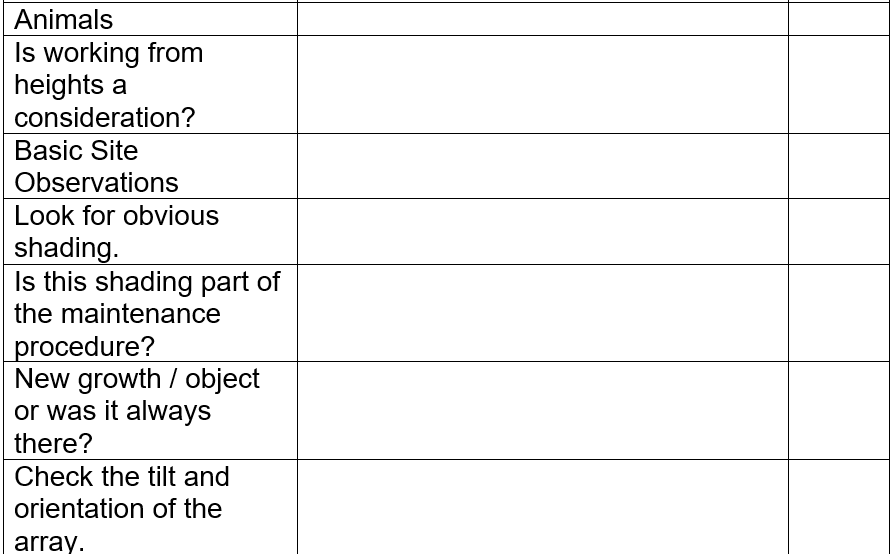 Animals
Is working from
heights a
consideration?
Basic Site
Observations
Look for obvious
shading.
Is this shading part of
the maintenance
procedure?
New growth / object
or was it always
there?
Check the tilt and
orientation of the
array.